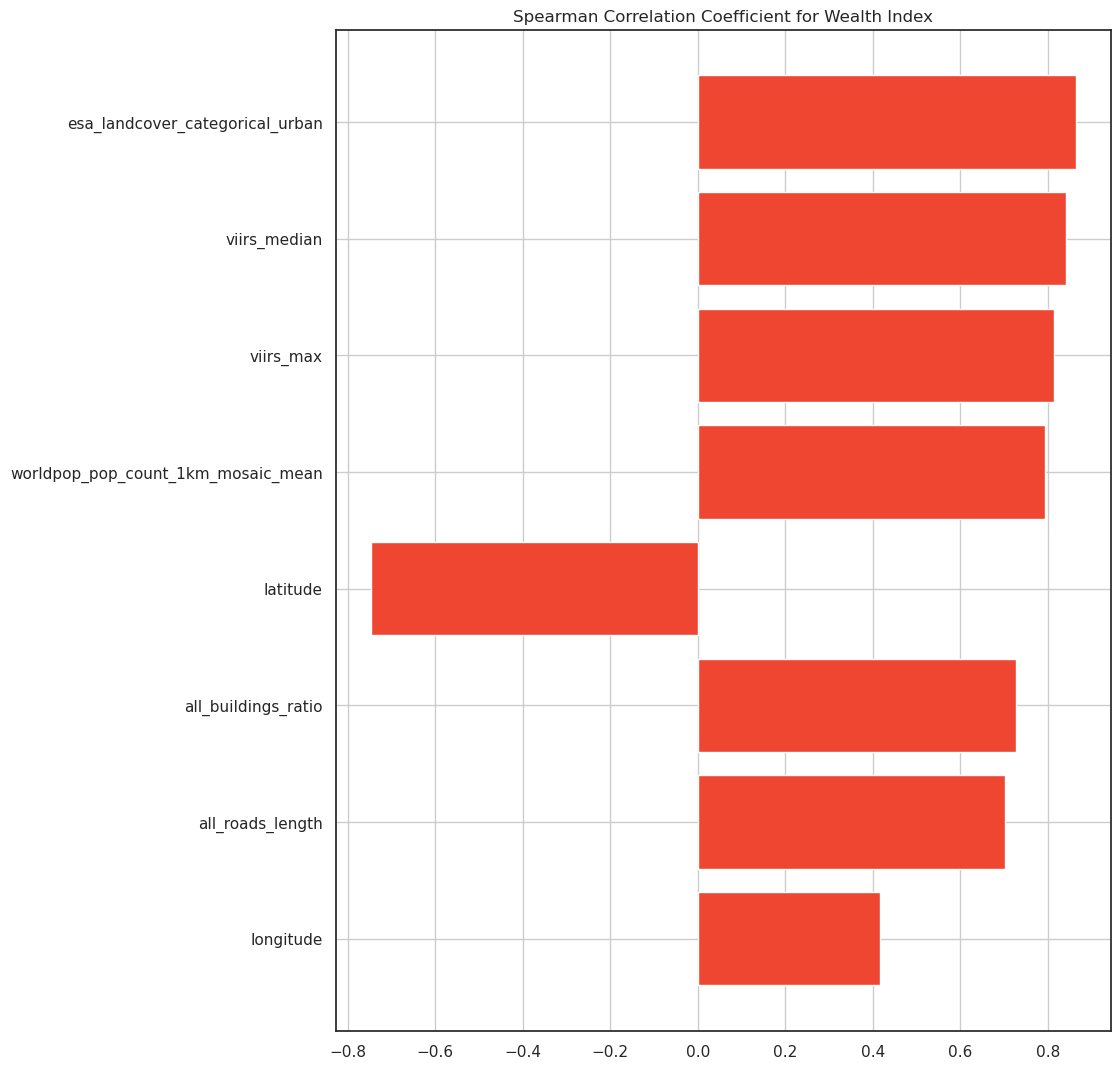 Spearman Correlation Coefficient for Wealth Index
esa_landcover_categorical_urban
viirs_median
viirs_max
worldpop_pop_count_1km_mosaic_mean
latitude
all_buildings_ratio
all_roads_length
longitude
−0.8 −0.6 −0.4 −0.2 0.0 0.2 0.4 0.6 0.8